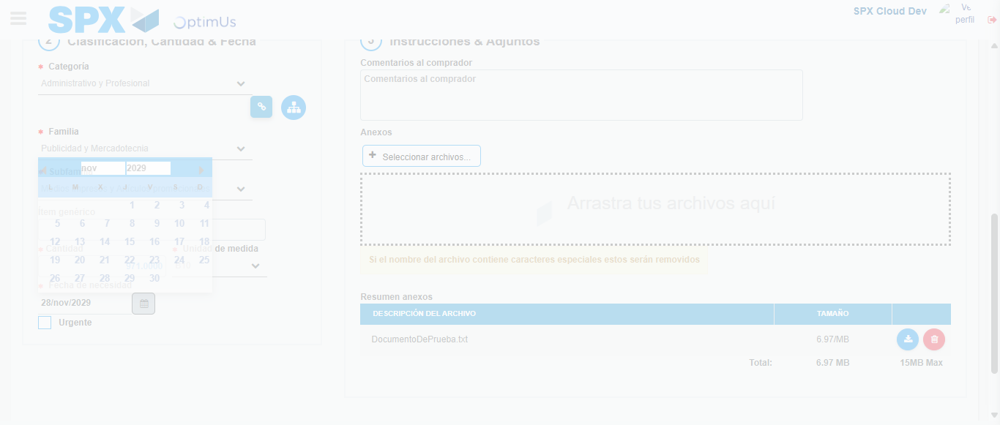 SPX
OptimUs
SPX Cloud Dev
perfil
2 Clasificación, Cantidad & Fecha
* Categoría
Administrativo y Profesional
* Familia
Publicidad y Mercadotecnia
nov 2029
L M X J V S D
1 2 3 4
5 6 7 8 9 10 11
12 13 14 15 16 17 18
19 20 21 22 23 24 25
26 27 28 29 30
Ítem genérico
* Cantidad
* Unidad de medida
971.0000
* Fecha de necesidad
28/nov/2029
Urgente
3 Instrucciones & Adjuntos
Comentarios al comprador
Comentarios al comprador
Anexos
+ Seleccionar archivos...
Arrastra tus archivos aquí
Si el nombre del archivo contiene caracteres especiales estos serán removidos
Resumen anexos
DESCRIPCIÓN DEL ARCHIVO TAMAÑO
DocumentoDePrueba.txt 6.97/MB
Total: 6.97 MB 15MB Max